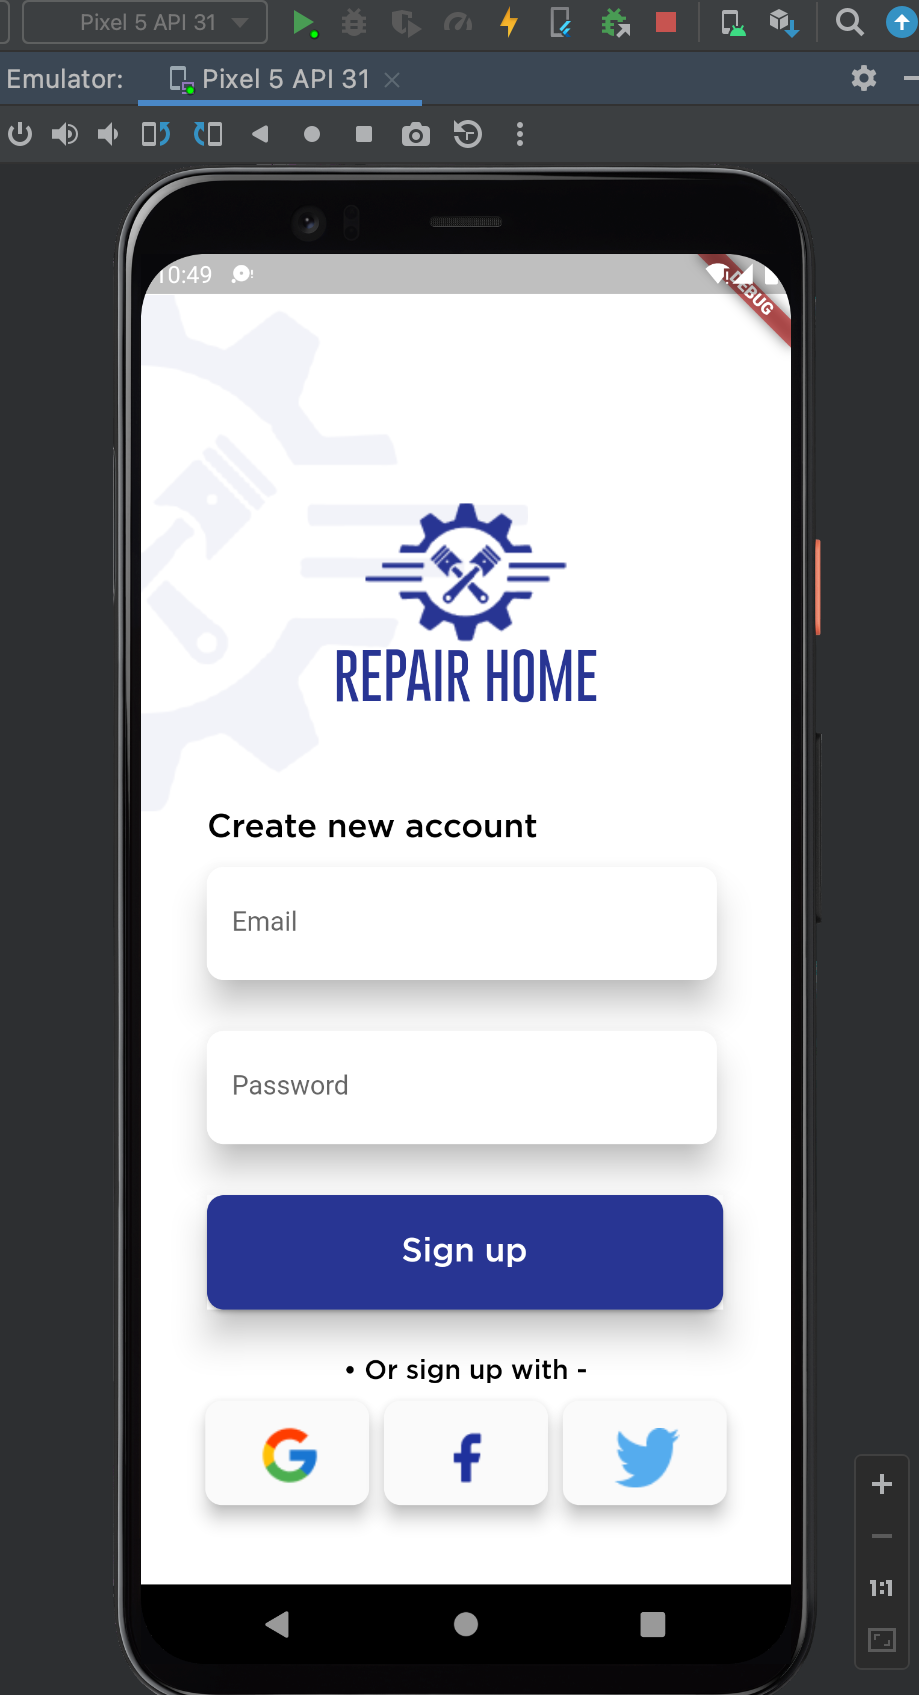 Pixel 5 API 31
Emulator: Pixel 5 API 31
10:49
DEBUG
REPAIR HOME
Create new account
Email
Password
Sign up
• Or sign up with -
1:1